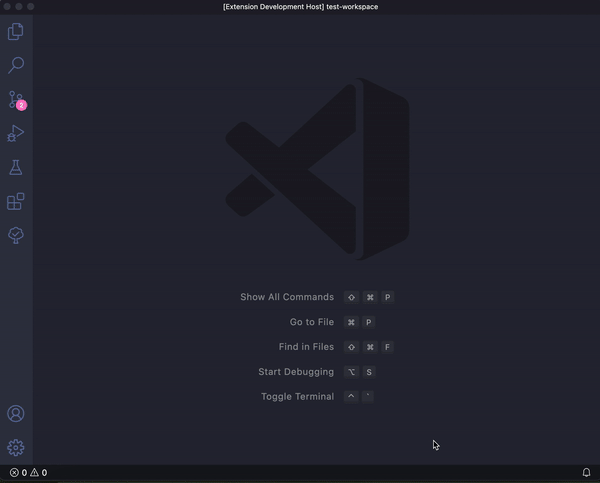 [Extension Development Host] test-workspace
2
Show All Commands ⇧ ⌘ P
Go to File ⌘ P
Find in Files ⇧ ⌘ F
Start Debugging ⌥ S
Toggle Terminal ^ `
0 0